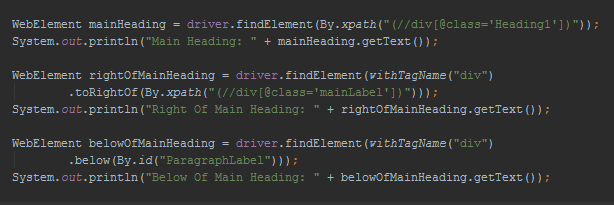 WebElement mainHeading = driver.findElement(By.xpath("(//div[@class='Heading1'])"));
System.out.println("Main Heading: " + mainHeading.getText());
WebElement rightOfMainHeading = driver.findElement(withTagName("div")
.toRightOf(By.xpath("(//div[@class='mainLabel'])")));
System.out.println("Right Of Main Heading: " + rightOfMainHeading.getText());
WebElement belowOfMainHeading = driver.findElement(withTagName("div")
.below(By.id("ParagraphLabel")));
System.out.println("Below Of Main Heading: " + belowOfMainHeading.getText());